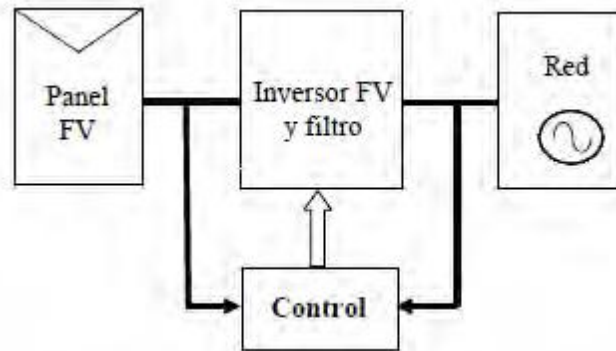 Panel
FV
Inversor FV
y filtro
Red
Control